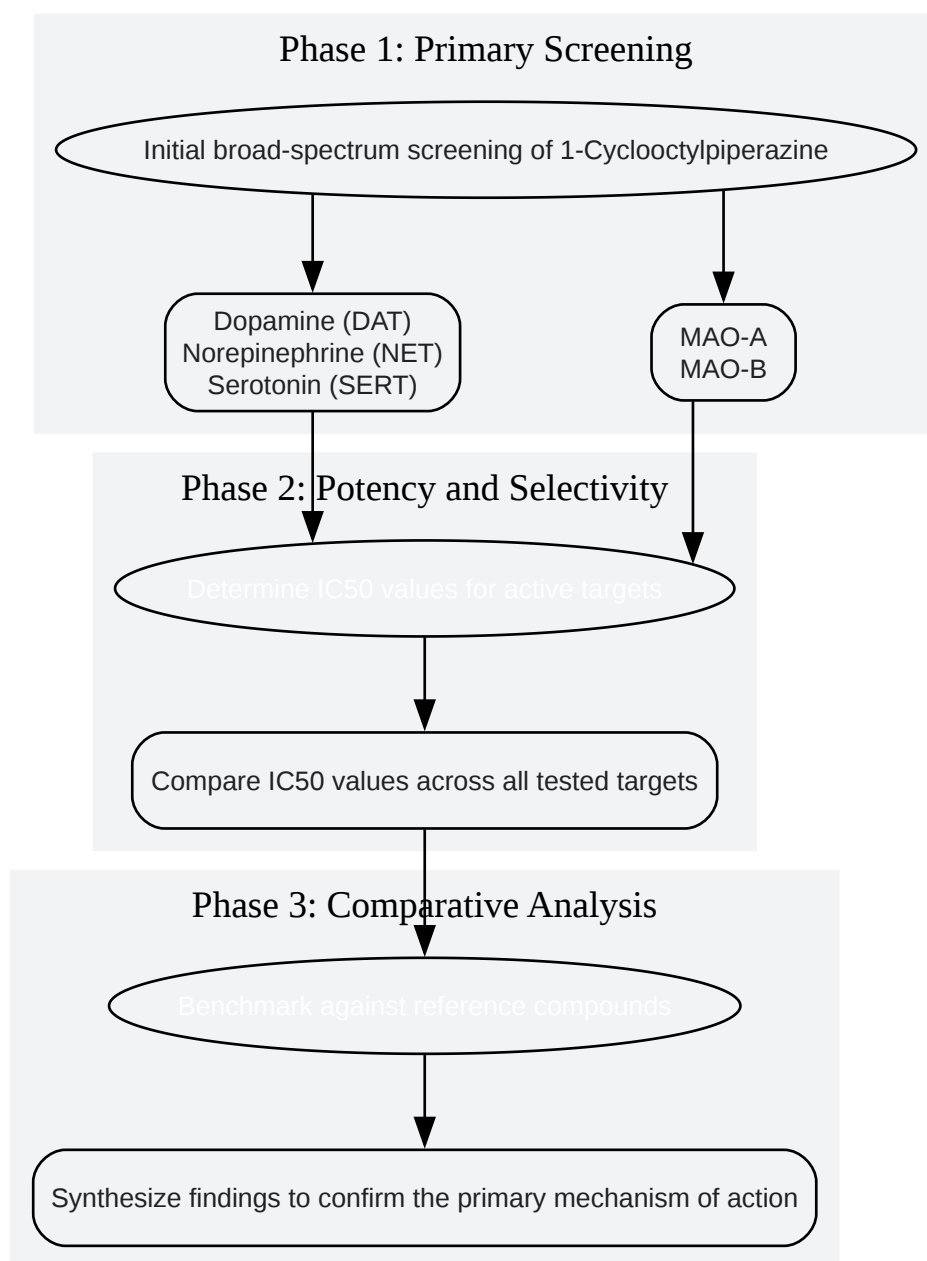 Phase 1: Primary Screening
Initial broad-spectrum screening of 1-Cyclooctylpiperazine
Dopamine (DAT)
Norepinephrine (NET)
Serotonin (SERT)
MAO-A
MAO-B
Phase 2: Potency and Selectivity
Determine IC50 values for active targets
Compare IC50 values across all tested targets
Phase 3: Comparative Analysis
Benchmark against reference compounds
Synthesize findings to confirm the primary mechanism of action